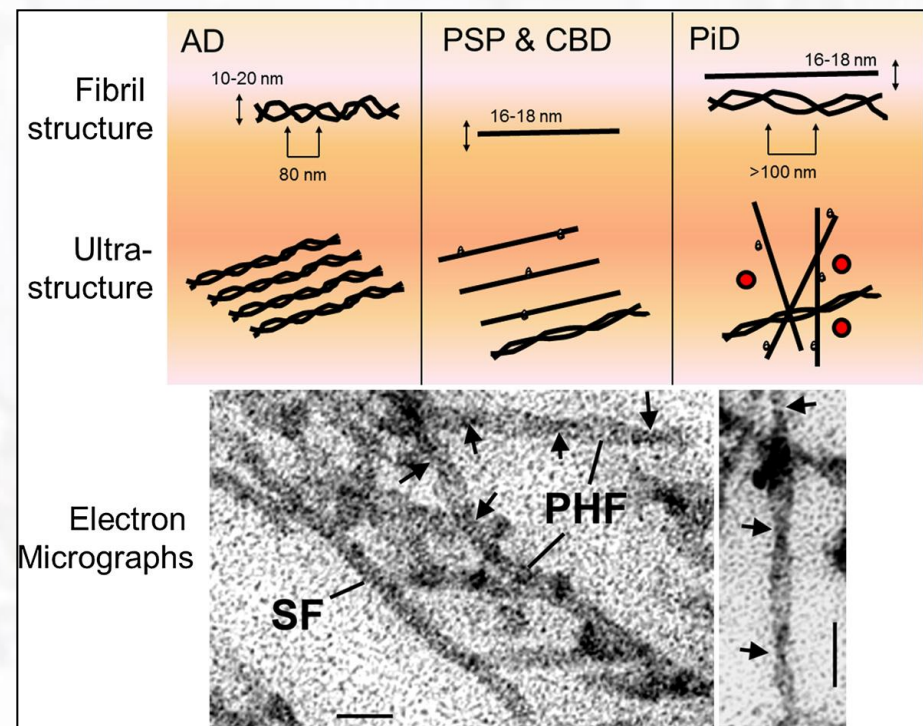 AD
PSP & CBD
PiD
Fibril
structure
10-20 nm
80 nm
16-18 nm
16-18 nm
>100 nm
Ultra-
structure
Electron
Micrographs
PHF
SF